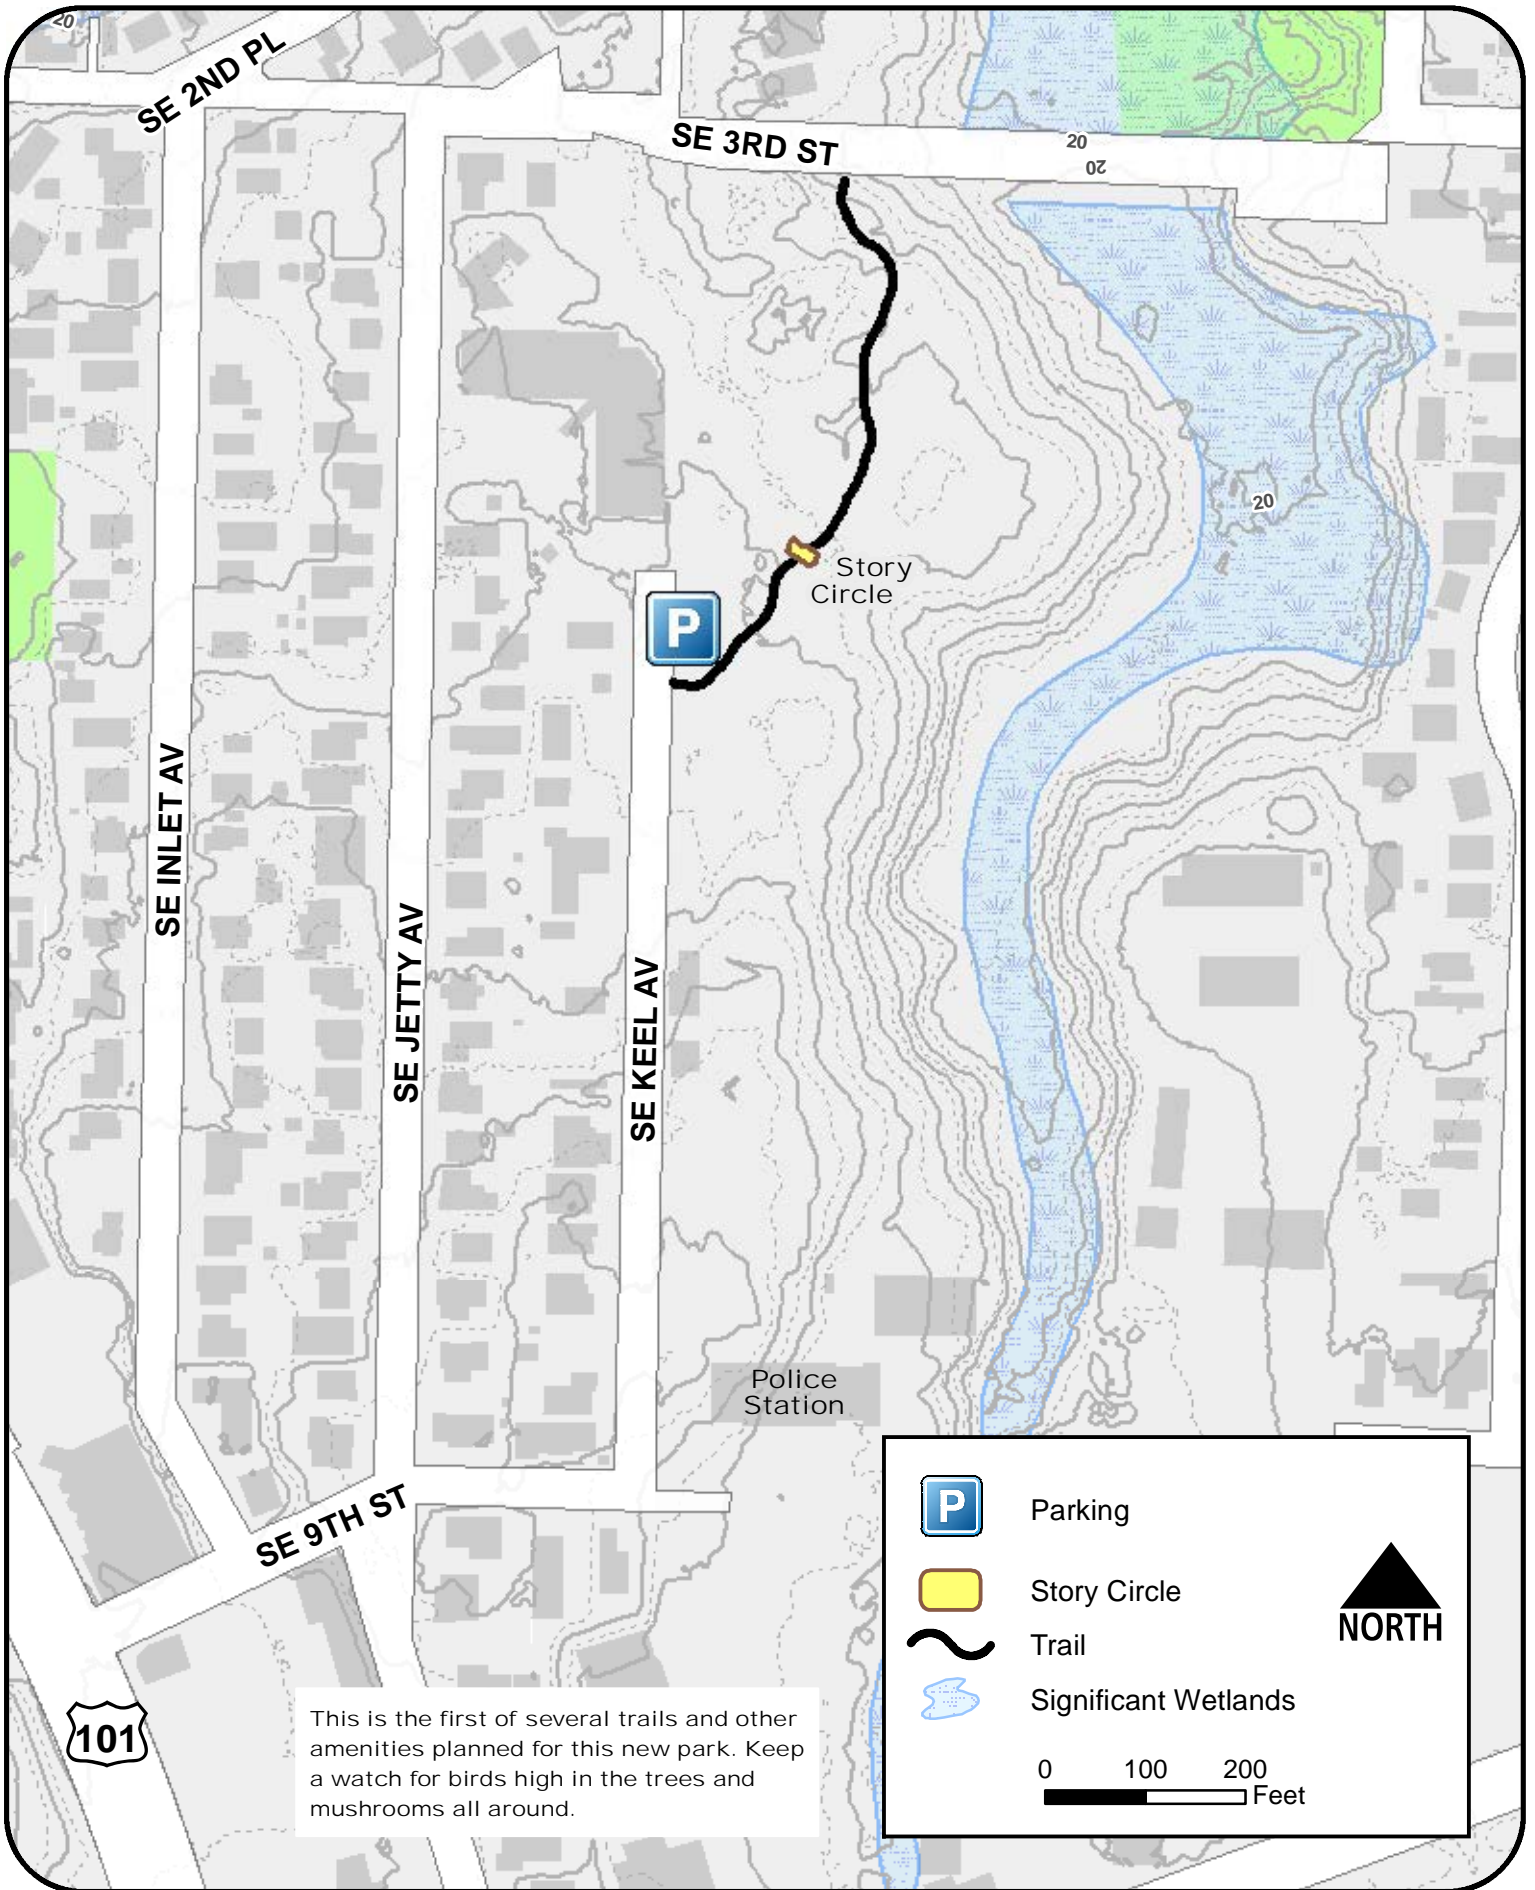 20
SE 2ND PL
SE 3RD ST
20
20
20
Story
Circle
P
SE INLET AV
SE JETTY AV
SE KEEL AV
Police
Station
SE 9TH ST
101
This is the first of several trails and other
amenities planned for this new park. Keep
a watch for birds high in the trees and
mushrooms all around.
P Parking
Story Circle
Trail
Significant Wetlands
NORTH
0 100 200
Feet